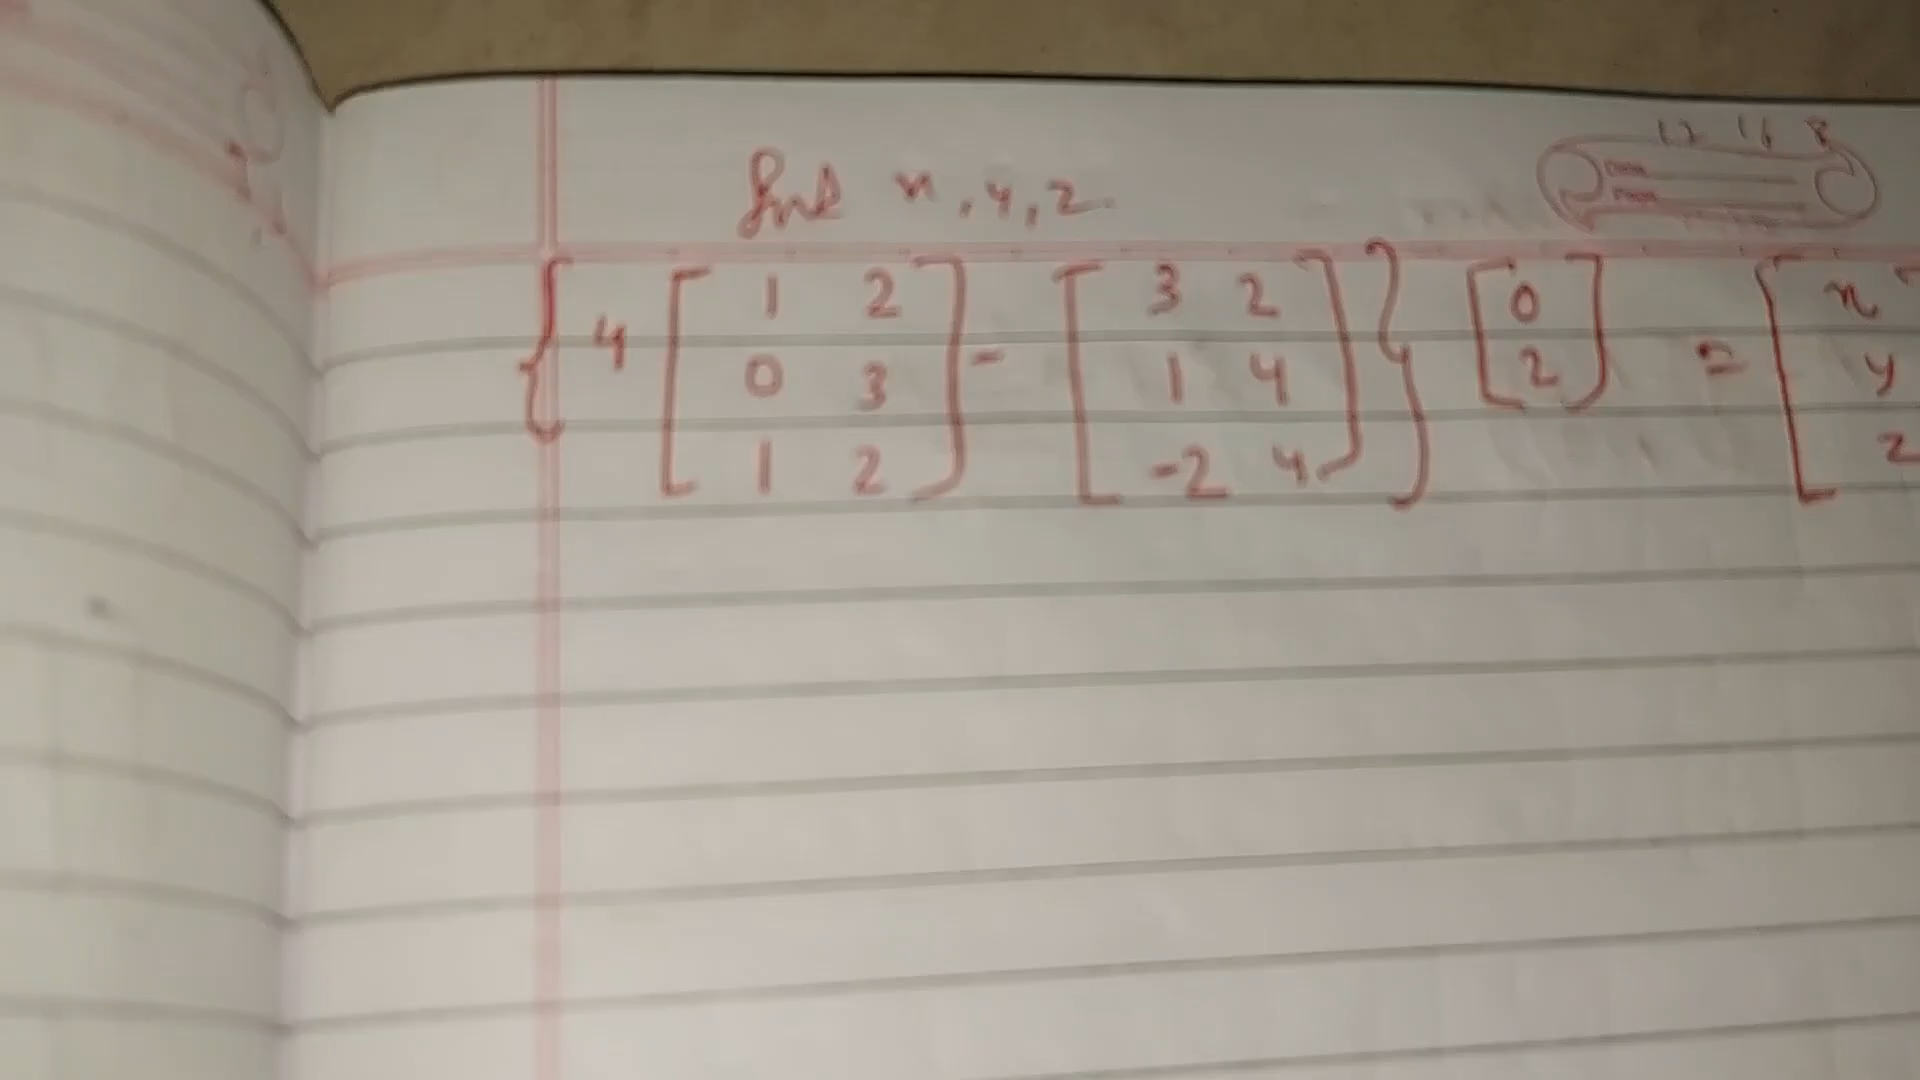 Find x, y, z.
{ 4 [ 1 2 ] - [ 3 2 ] } [ 0 ] = [ x
0 3 1 4 2 y
1 2 -2 4 z